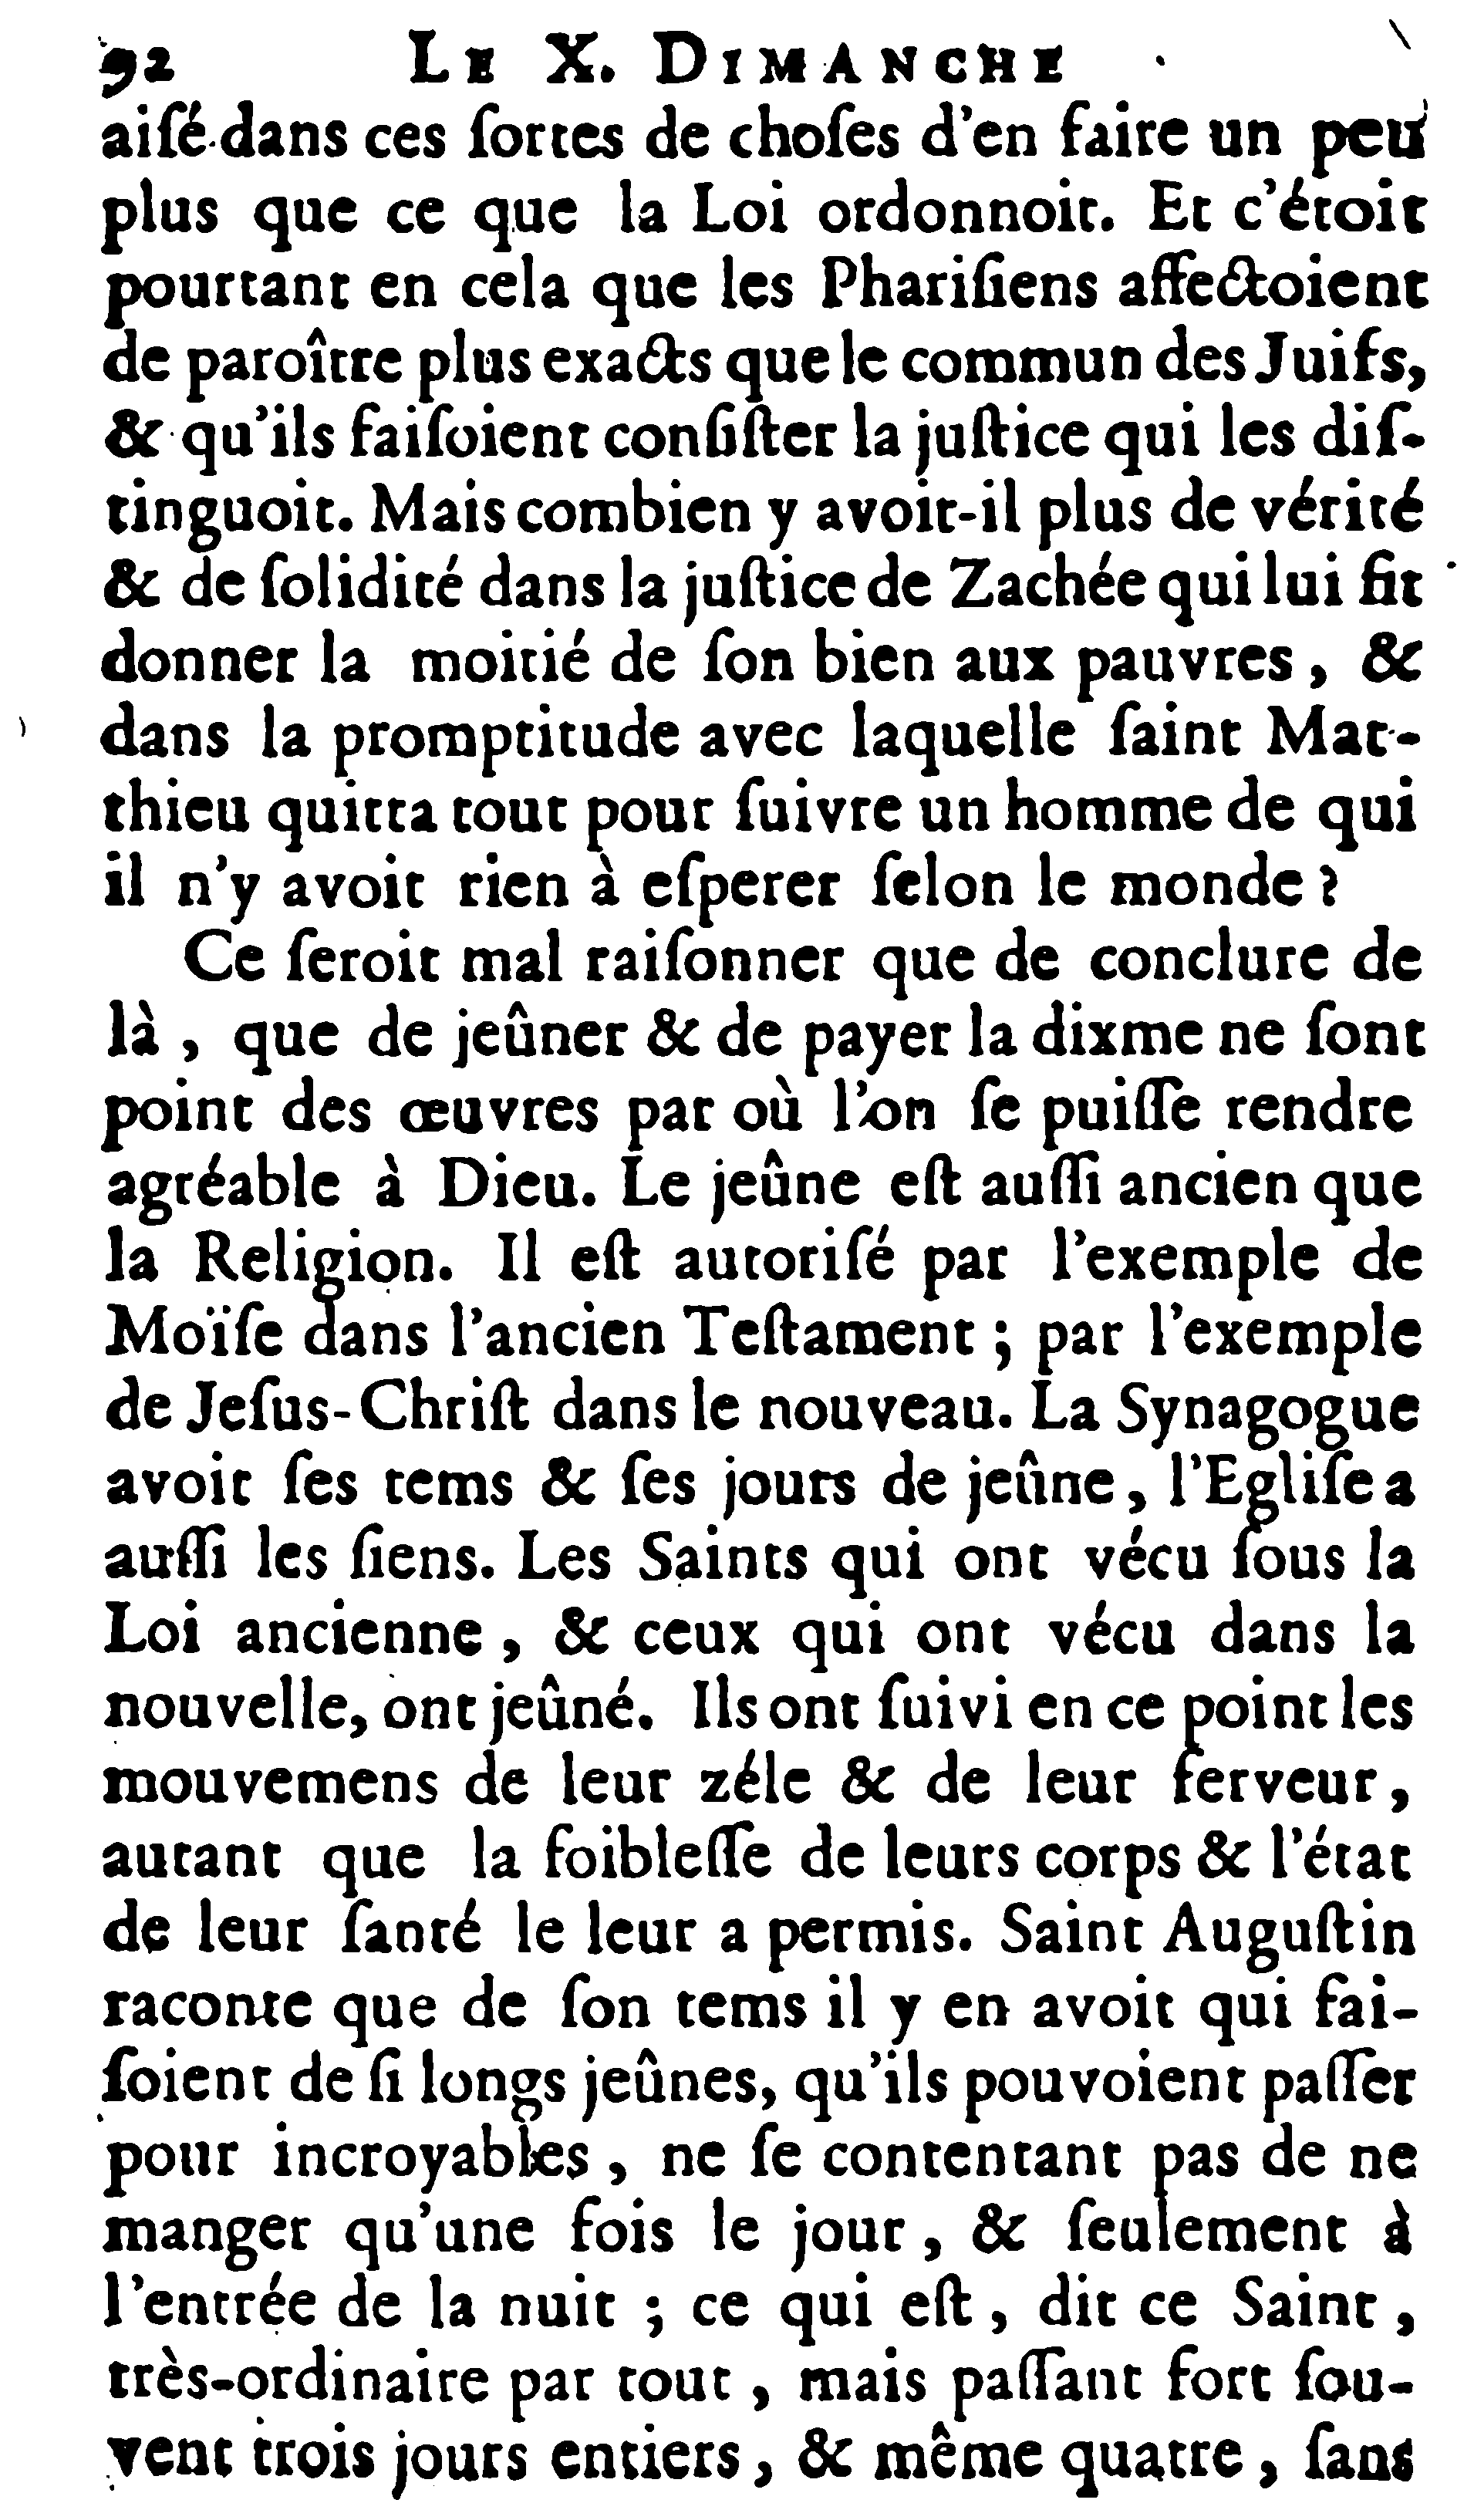 92 LE X. DIMANCHE
aiſé dans ces ſortes de choſes d'en faire un peu
plus que ce que la Loi ordonnoit. Et c'étoit
pourtant en cela que les Phariſiens affectoient
de paroître plus exacts que le commun des Juifs,
& qu'ils faiſoient conſiſter la juſtice qui les diſ-
tinguoit. Mais combien y avoit-il plus de vérité
& de ſolidité dans la juſtice de Zachée qui lui fit
donner la moitié de ſon bien aux pauvres, &
dans la promptitude avec laquelle ſaint Mat-
thieu quitta tout pour ſuivre un homme de qui
il n'y avoit rien à eſperer ſelon le monde?
Ce ſeroit mal raiſonner que de conclure de
là, que de jeûner & de payer la dixme ne ſont
point des œuvres par où l'on ſe puiſſe rendre
agréable à Dieu. Le jeûne eſt auſſi ancien que
la Religion. Il eſt autoriſé par l'exemple de
Moïſe dans l'ancien Teſtament; par l'exemple
de Jeſus-Chriſt dans le nouveau. La Synagogue
avoit ſes tems & ſes jours de jeûne, l'Egliſe a
auſſi les ſiens. Les Saints qui ont vécu ſous la
Loi ancienne, & ceux qui ont vécu dans la
nouvelle, ont jeûné. Ils ont ſuivi en ce point les
mouvemens de leur zéle & de leur ferveur,
autant que la foibleſſe de leurs corps & l'état
de leur ſanté le leur a permis. Saint Auguſtin
raconte que de ſon tems il y en avoit qui fai-
ſoient de ſi longs jeûnes, qu'ils pouvoient paſſer
pour incroyables, ne ſe contentant pas de ne
manger qu'une fois le jour, & ſeulement à
l'entrée de la nuit; ce qui eſt, dit ce Saint,
très-ordinaire par tout, mais paſſant fort ſou-
vent trois jours entiers, & même quatre, ſans